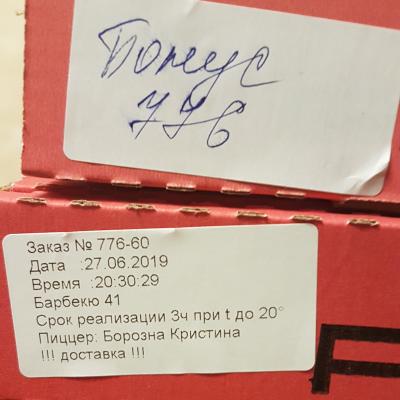 Бонус
776
Заказ № 776-60
Дата :27.06.2019
Время :20:30:29
Барбекю 41
Срок реализации 3ч при t до 20°
Пиццер: Борозна Кристина
!!! доставка !!!